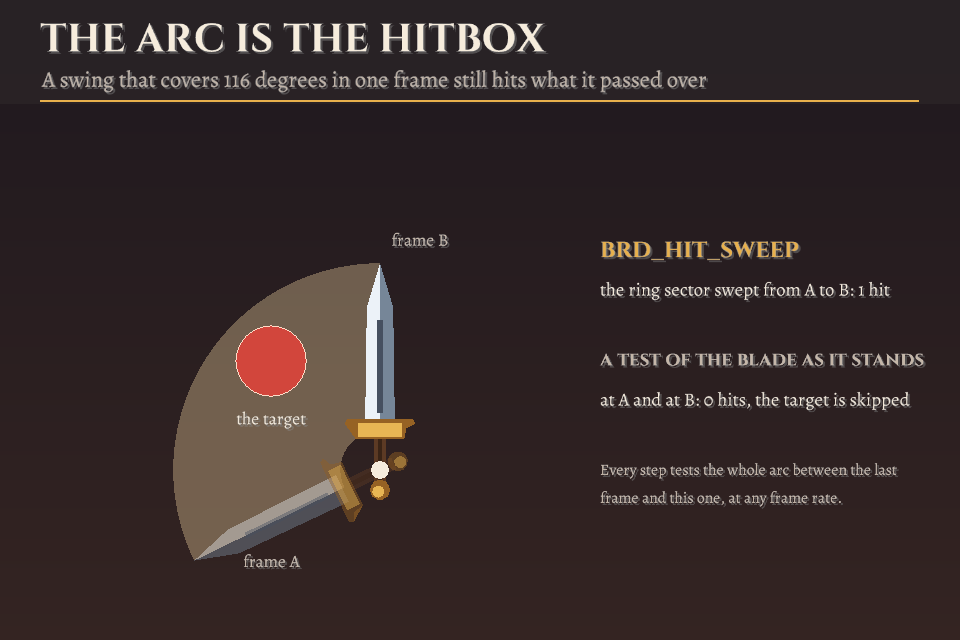 THE ARC IS THE HITBOX
A swing that covers 116 degrees in one frame still hits what it passed over
frame B
BRD_HIT_SWEEP
the ring sector swept from A to B: 1 hit
A TEST OF THE BLADE AS IT STANDS
at A and at B: 0 hits, the target is skipped
the target
Every step tests the whole arc between the last
frame and this one, at any frame rate.
frame A